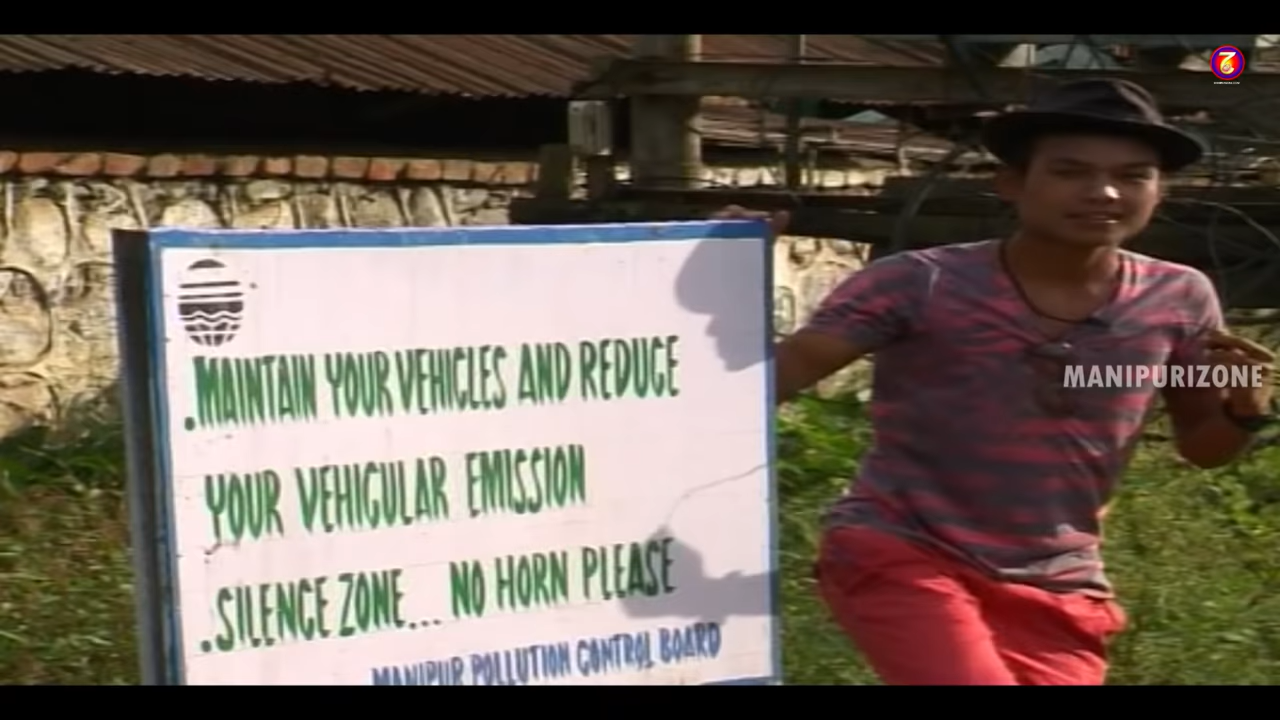 .MAINTAIN YOUR VEHICLES AND REDUCE
YOUR VEHICULAR EMISSION
.SILENCE ZONE... NO HORN PLEASE
MANIPUR POLLUTION CONTROL BOARD
MANIPURIZONE